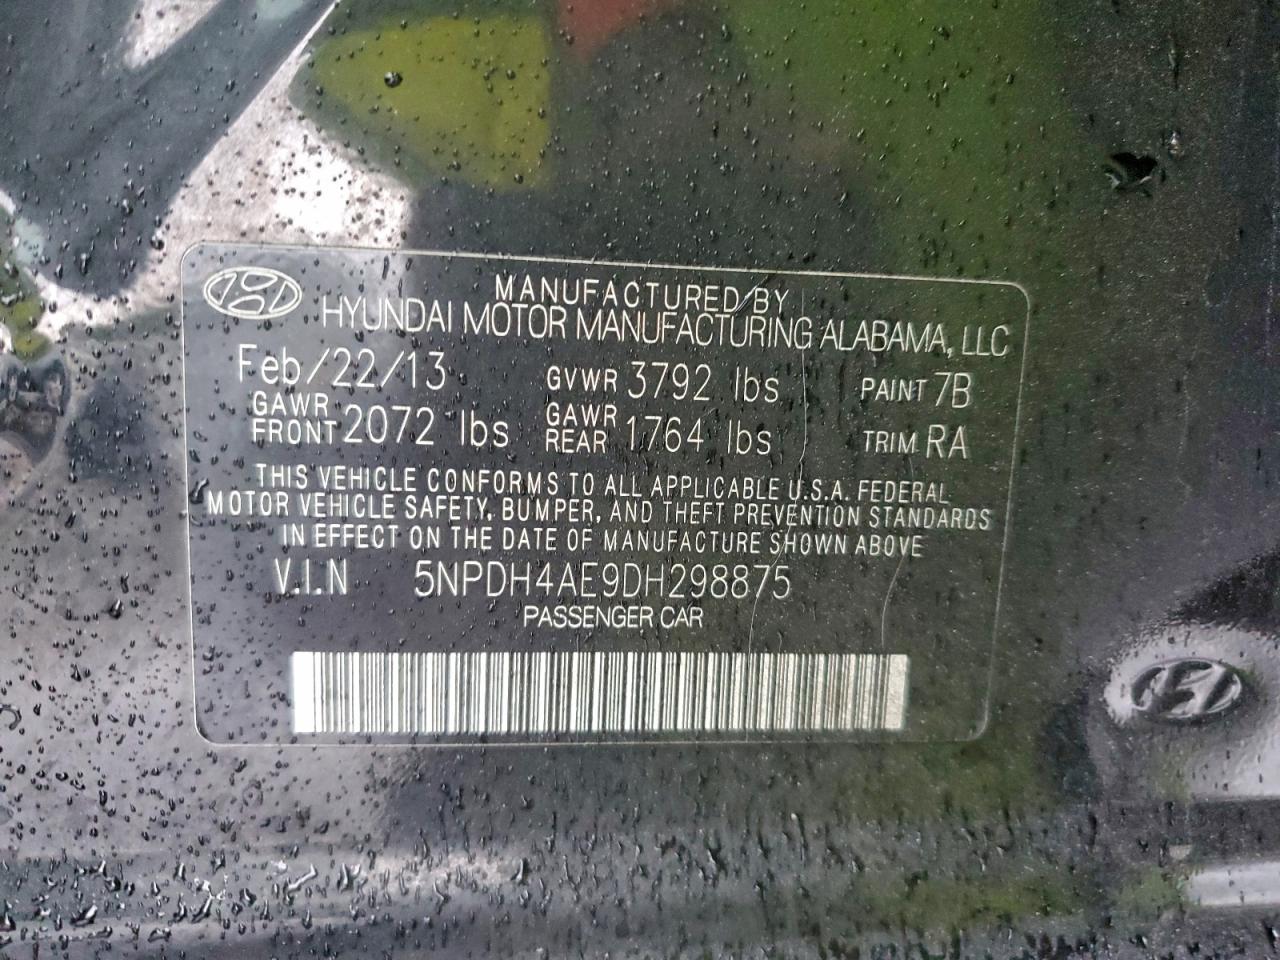 MANUFACTURED BY
HYUNDAI MOTOR MANUFACTURING ALABAMA, LLC
Feb/22/13 GVWR 3792 lbs PAINT 7B
GAWR FRONT 2072 lbs GAWR REAR 1764 lbs TRIM RA
THIS VEHICLE CONFORMS TO ALL APPLICABLE U.S.A. FEDERAL
MOTOR VEHICLE SAFETY, BUMPER, AND THEFT PREVENTION STANDARDS
IN EFFECT ON THE DATE OF MANUFACTURE SHOWN ABOVE
V.I.N 5NPDH4AE9DH298875
PASSENGER CAR